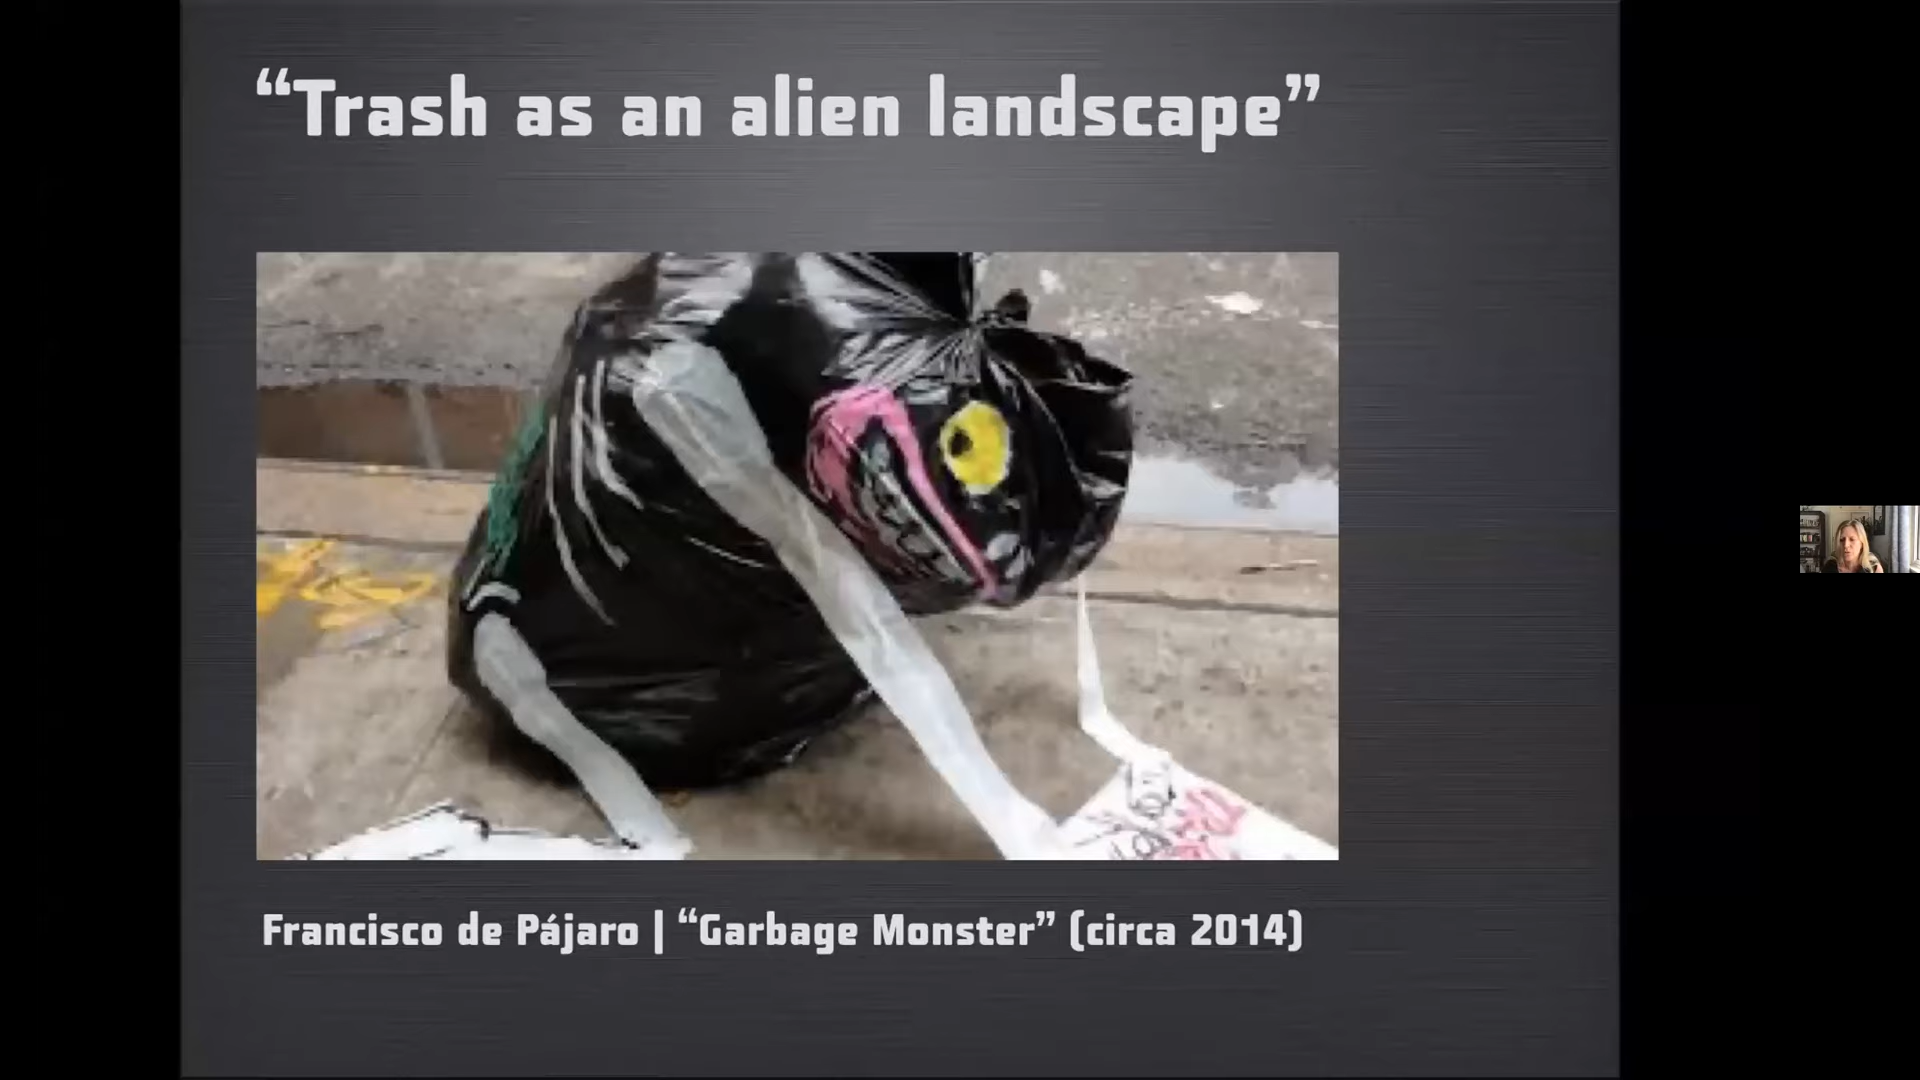 “Trash as an alien landscape”
Francisco de Pájaro | “Garbage Monster” (circa 2014)